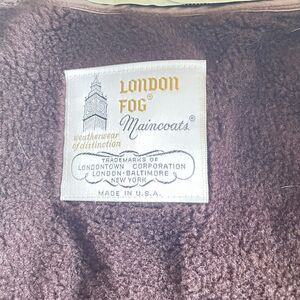 LONDON
FOG®
Maincoats®
weatherwear
of distinction
TRADEMARKS OF
LONDONTOWN CORPORATION
LONDON-BALTIMORE
NEW YORK
MADE IN U.S.A.